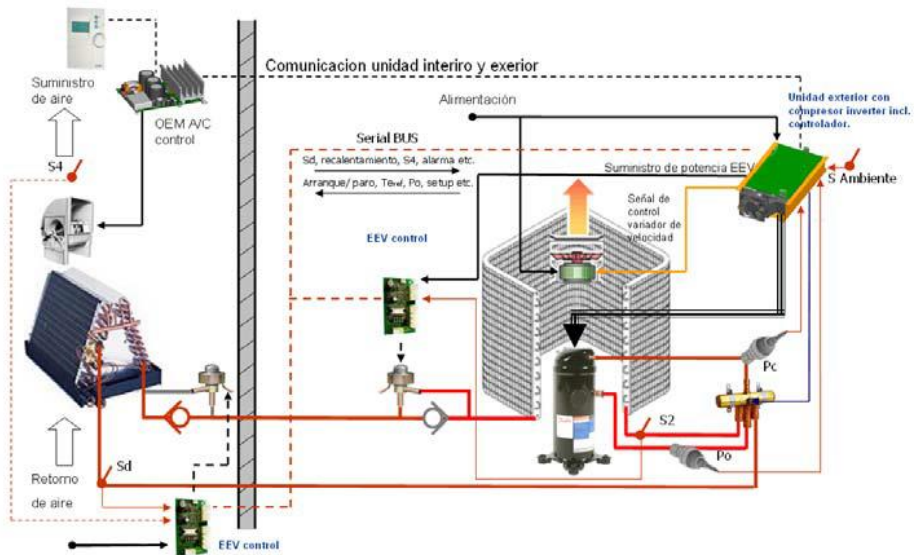 Suministro
de aire
OEM A/C
control
S4
Comunicacion unidad interiro y exerior
Alimentación
Unidad exterior con
compresor inverter incl.
controlador.
Serial BUS
Sd, recalentamiento, S4, alarma etc.
Arranque/ paro, Teref, Po, setup etc.
Suministro de potencia EEV
S Ambiente
Señal de
control
variador de
velocidad
EEV control
Pc
S2
Po
Sd
Retorno
de aire
EEV control